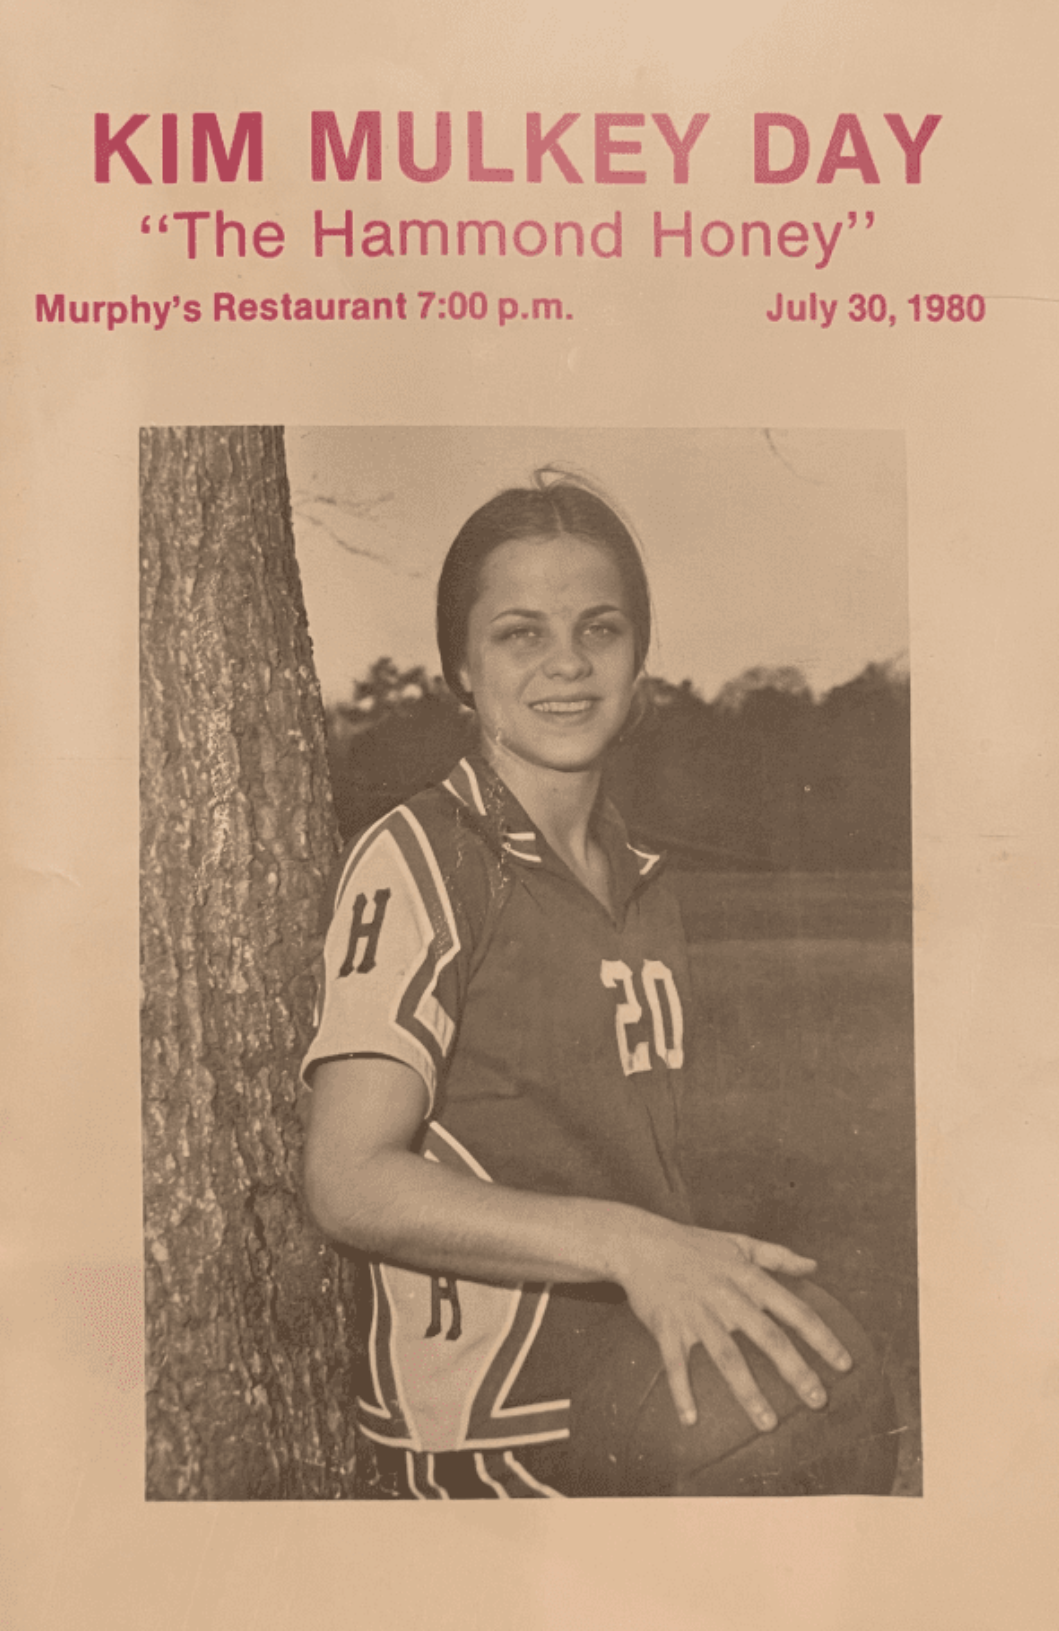 KIM MULKEY DAY
“The Hammond Honey”
Murphy’s Restaurant 7:00 p.m. July 30, 1980
H
20
H